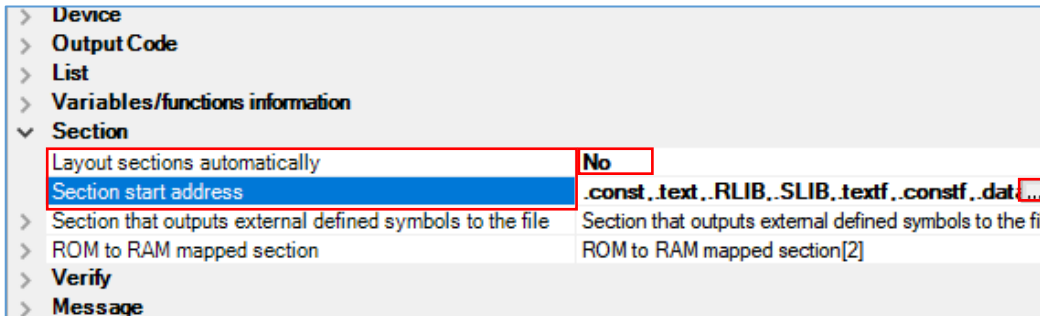 Device
Output Code
List
Variables/functions information
Section
Layout sections automatically No
Section start address .const,.text,.RLIB,.SLIB,.textf,.constf,.data ...
Section that outputs external defined symbols to the file Section that outputs external defined symbols to the fi
ROM to RAM mapped section ROM to RAM mapped section[2]
Verify
Message